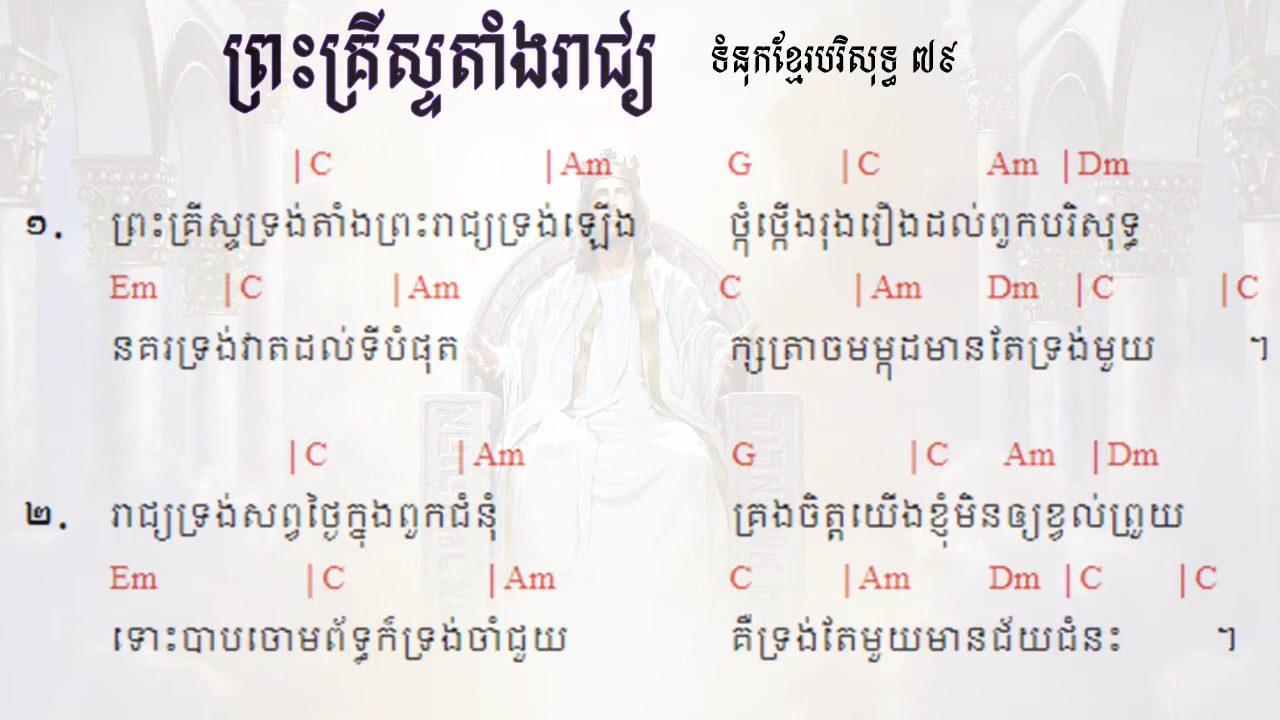 ព្រះគ្រីស្ទតាំងរាជ្យ ទំនុកខ្មែរបរិសុទ្ធ ៧៩
|C |Am G |C Am |Dm
១. ព្រះគ្រីស្ទទ្រង់តាំងព្រះរាជ្យទ្រង់ឡើង ថ្កុំថ្កើងរុងរឿងដល់ពួកបរិសុទ្ធ
Em |C |Am C |Am Dm |C |C
នគរទ្រង់វាតដល់ទីបំផុត ក្សត្រាចមម្កុដមានតែទ្រង់មួយ ។
|C |Am G |C Am |Dm
២. រាជ្យទ្រង់សព្វថ្ងៃក្នុងពួកជំនុំ គ្រងចិត្តយើងខ្ញុំមិនឲ្យខ្វល់ព្រួយ
Em |C |Am C |Am Dm |C |C
ទោះបាបចោមព័ទ្ធក៏ទ្រង់ចាំជួយ គឺទ្រង់តែមួយមានជ័យជំនះ ។